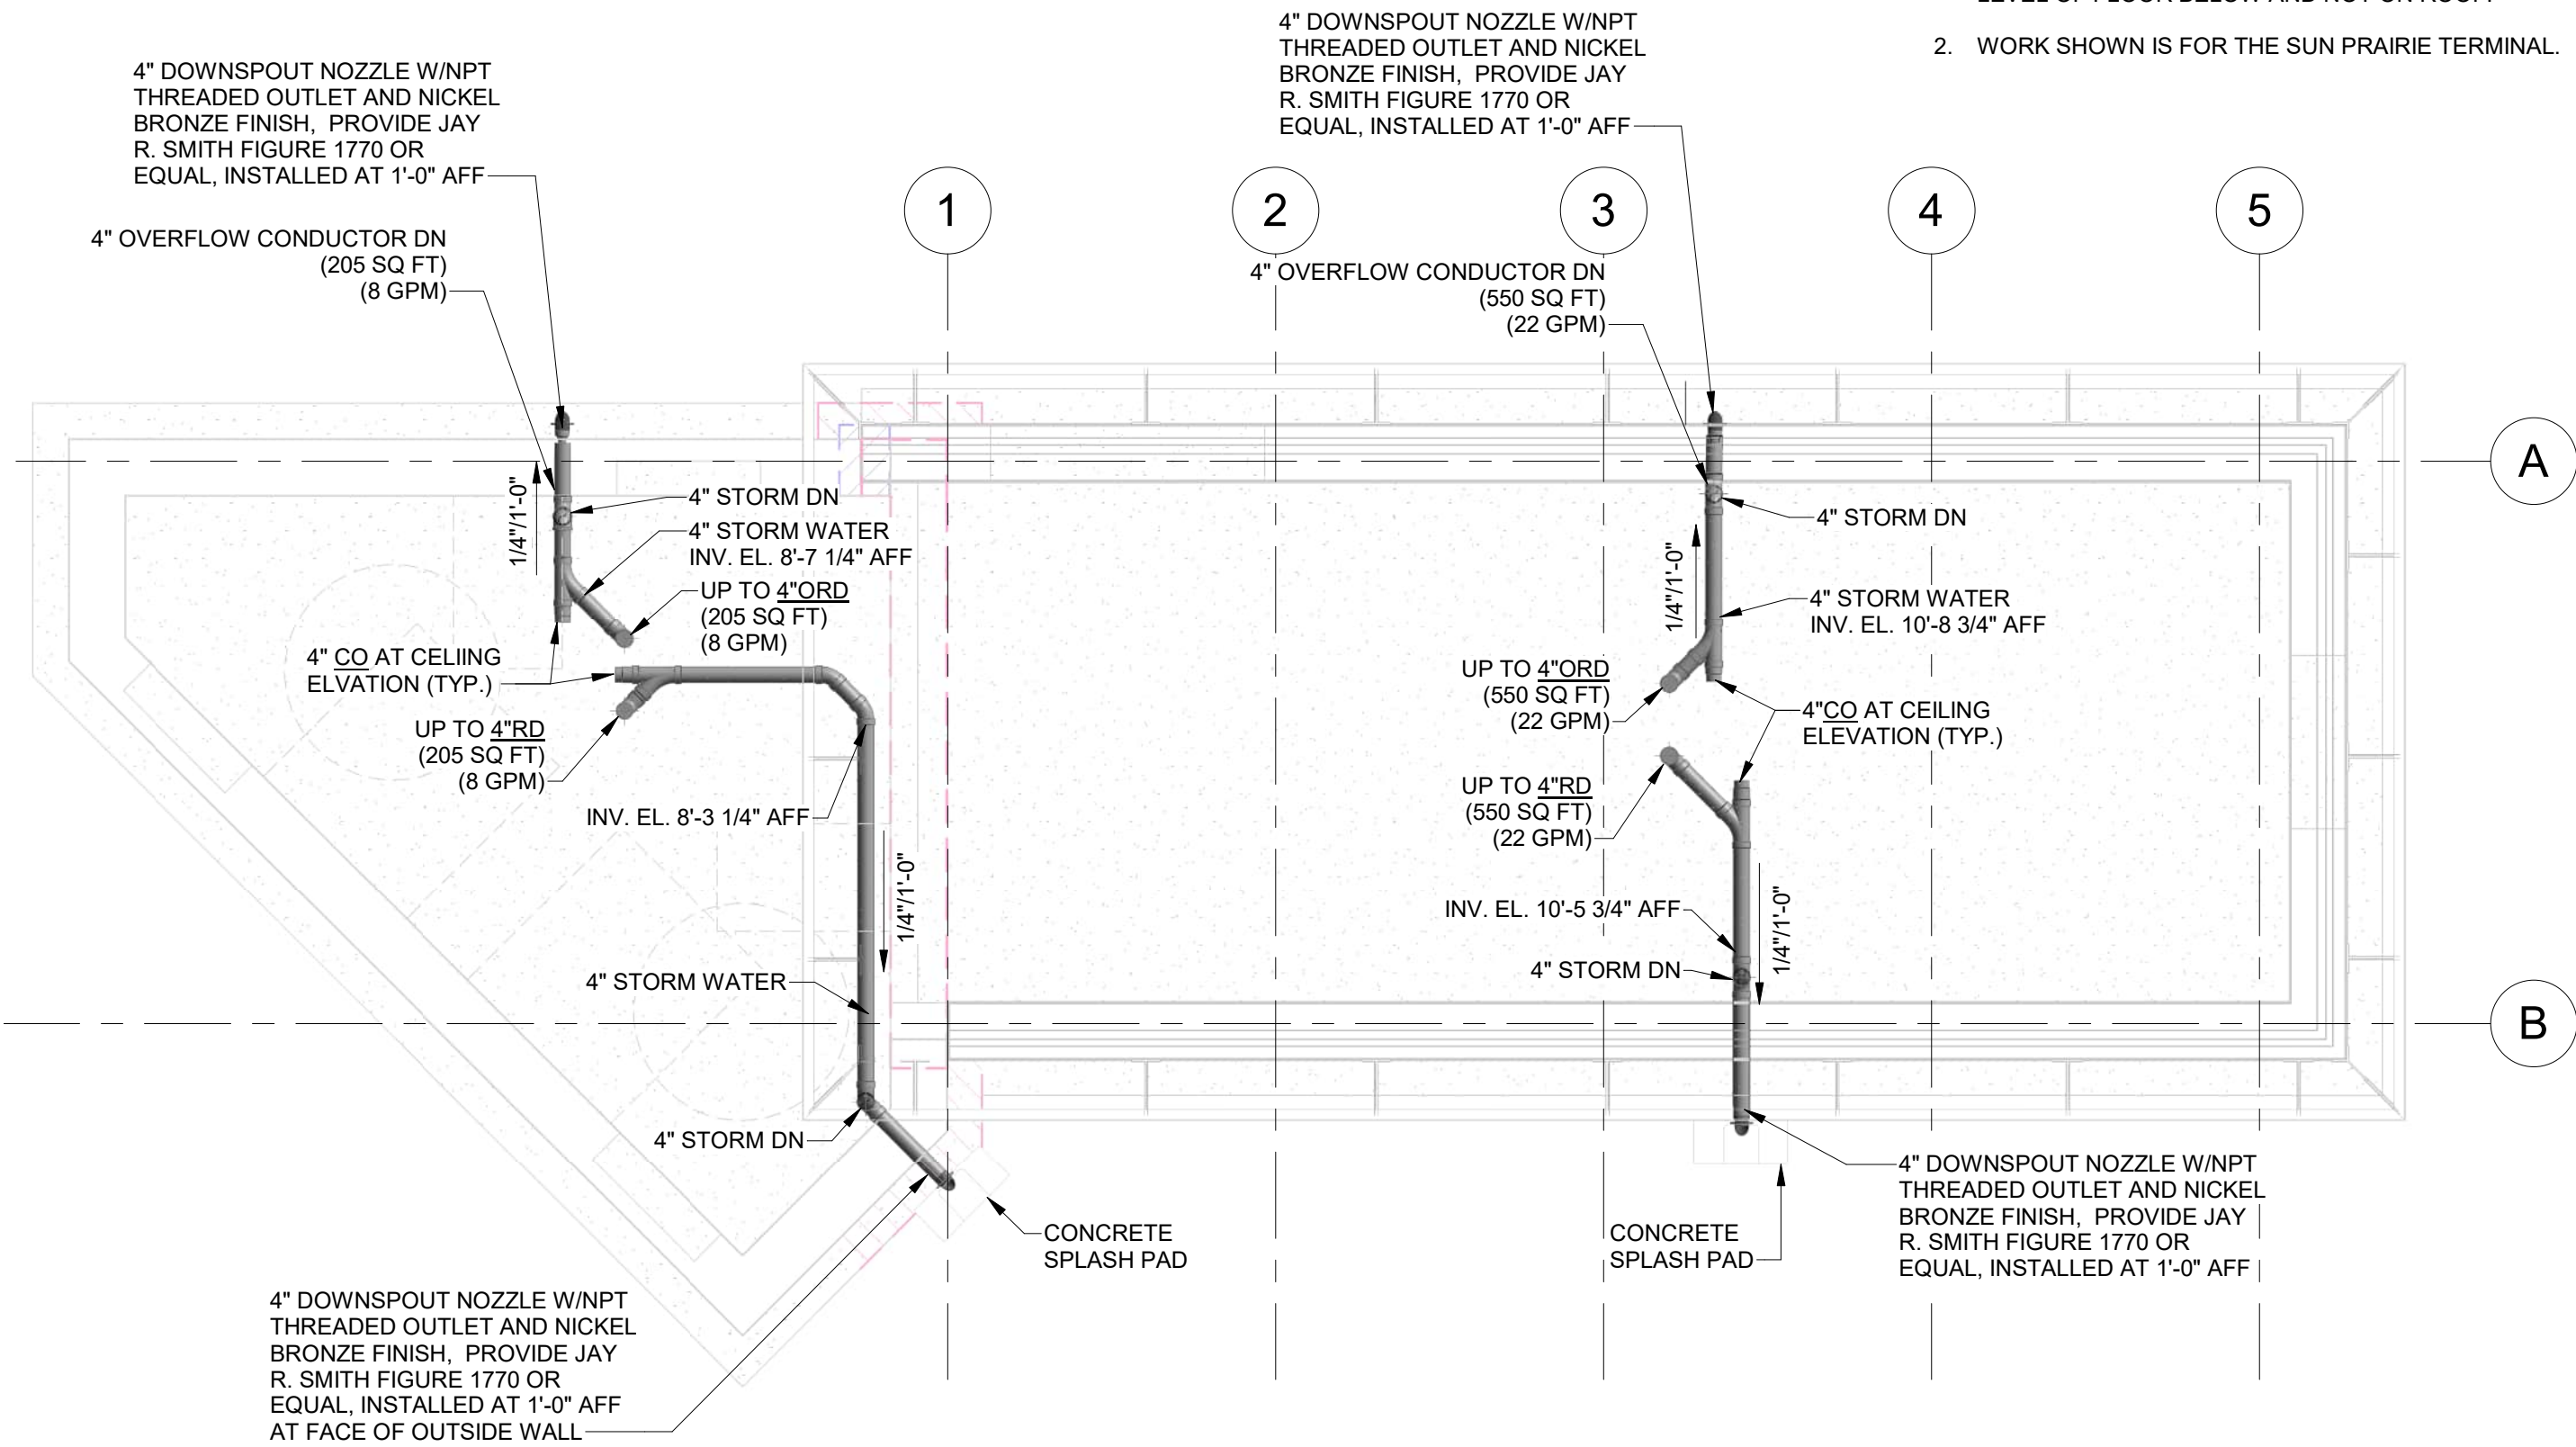 4" DOWNSPOUT NOZZLE W/NPT
THREADED OUTLET AND NICKEL
BRONZE FINISH, PROVIDE JAY
R. SMITH FIGURE 1770 OR
EQUAL, INSTALLED AT 1'-0" AFF
2. WORK SHOWN IS FOR THE SUN PRAIRIE TERMINAL.
4" DOWNSPOUT NOZZLE W/NPT
THREADED OUTLET AND NICKEL
BRONZE FINISH, PROVIDE JAY
R. SMITH FIGURE 1770 OR
EQUAL, INSTALLED AT 1'-0" AFF
1
2
3
4
5
4" OVERFLOW CONDUCTOR DN
(205 SQ FT)
(8 GPM)
4" OVERFLOW CONDUCTOR DN
(550 SQ FT)
(22 GPM)
A
1/4"/1'-0"
4" STORM DN
4" STORM WATER
INV. EL. 8'-7 1/4" AFF
UP TO 4"ORD
(205 SQ FT)
(8 GPM)
4" CO AT CELIING
ELVATION (TYP.)
UP TO 4"RD
(205 SQ FT)
(8 GPM)
INV. EL. 8'-3 1/4" AFF
1/4"/1'-0"
4" STORM WATER
4" STORM DN
4" STORM DN
1/4"/1'-0"
4" STORM WATER
INV. EL. 10'-8 3/4" AFF
UP TO 4"ORD
(550 SQ FT)
(22 GPM)
4"CO AT CEILING
ELEVATION (TYP.)
UP TO 4"RD
(550 SQ FT)
(22 GPM)
INV. EL. 10'-5 3/4" AFF
1/4"/1'-0"
4" STORM DN
B
CONCRETE
SPLASH PAD
CONCRETE
SPLASH PAD
4" DOWNSPOUT NOZZLE W/NPT
THREADED OUTLET AND NICKEL
BRONZE FINISH, PROVIDE JAY
R. SMITH FIGURE 1770 OR
EQUAL, INSTALLED AT 1'-0" AFF
4" DOWNSPOUT NOZZLE W/NPT
THREADED OUTLET AND NICKEL
BRONZE FINISH, PROVIDE JAY
R. SMITH FIGURE 1770 OR
EQUAL, INSTALLED AT 1'-0" AFF
AT FACE OF OUTSIDE WALL